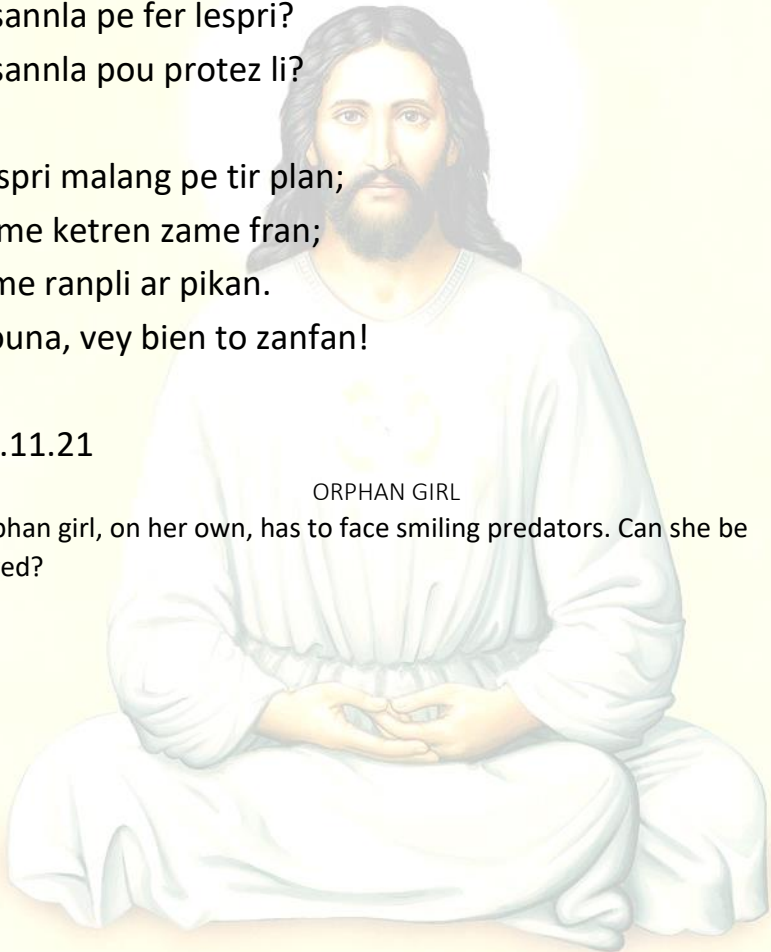 sannla pe fer lespri?
sannla pou protez li?
spri malang pe tir plan;
me ketren zame fran;
me ranpli ar pikan.
ouna, vey bien to zanfan!
.11.21
ORPHAN GIRL
phan girl, on her own, has to face smiling predators. Can she be
ed?